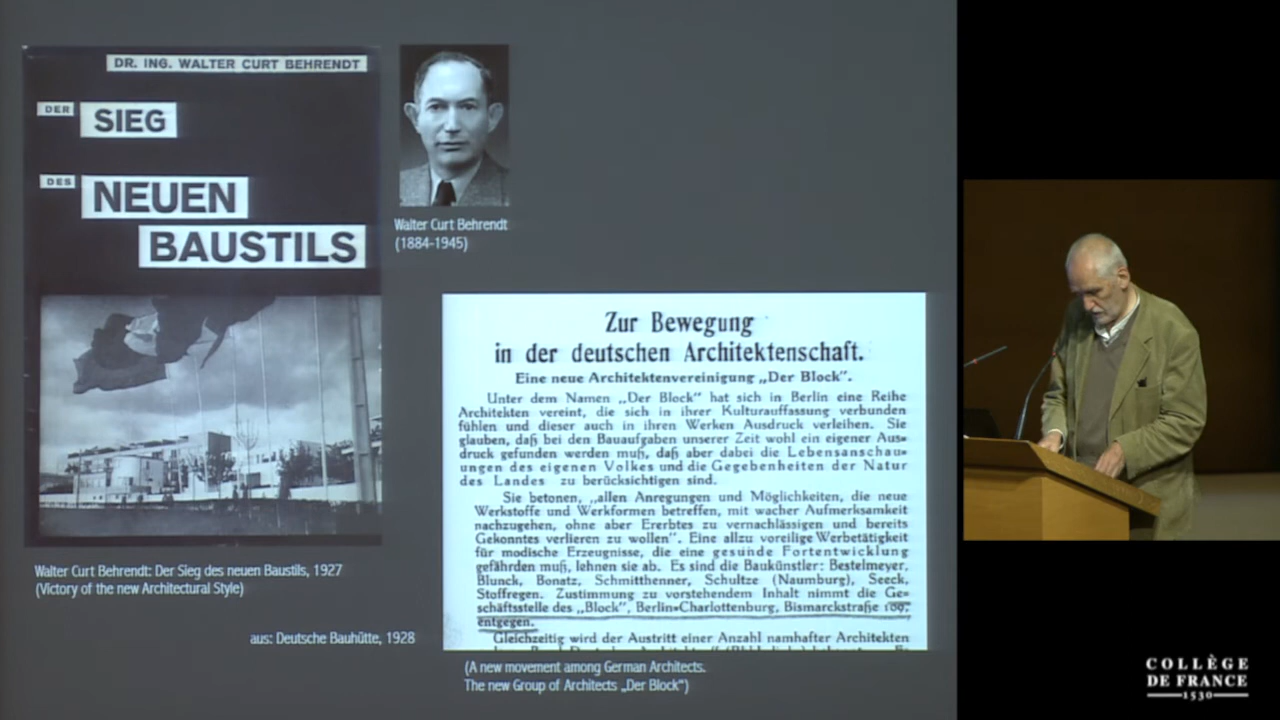 DR. ING. WALTER CURT BEHRENDT
DER
SIEG
DES
NEUEN
BAUSTILS
Walter Curt Behrendt
(1884-1945)
Walter Curt Behrendt: Der Sieg des neuen Baustils, 1927
(Victory of the new Architectural Style)
aus: Deutsche Bauhütte, 1928
Zur Bewegung
in der deutschen Architektenschaft.
Eine neue Architektenvereinigung „Der Block“.
Unter dem Namen „Der Block“ hat sich in Berlin eine Reihe
Architekten vereint, die sich in ihrer Kulturauffassung verbunden
fühlen und dieser auch in ihren Werken Ausdruck verleihen. Sie
glauben, daß bei den Bauaufgaben unserer Zeit wohl ein eigener Aus-
druck gefunden werden muß, daß aber dabei die Lebensanschau-
ungen des eigenen Volkes und die Gegebenheiten der Natur
des Landes zu berücksichtigen sind.
Sie betonen, „allen Anregungen und Möglichkeiten, die neue
Werkstoffe und Werkformen betreffen, mit wacher Aufmerksamkeit
nachzugehen, ohne aber Ererbtes zu vernachlässigen und bereits
Gekonntes verlieren zu wollen“. Eine allzu voreilige Werbetätigkeit
für modische Erzeugnisse, die eine gesunde Fortentwicklung
gefährden muß, lehnen sie ab. Es sind die Baukünstler: Bestelmeyer,
Blunck, Bonatz, Schmitthenner, Schultze (Naumburg), Seeck,
Stoffregen. Zustimmung zu vorstehendem Inhalt nimmt die Ge-
schäftsstelle des „Block“, Berlin-Charlottenburg, Bismarckstraße 109,
entgegen.
Gleichzeitig wird der Austritt einer Anzahl namhafter Architekten
(A new movement among German Architects.
The new Group of Architects „Der Block“)
COLLÈGE
DE FRANCE
1530